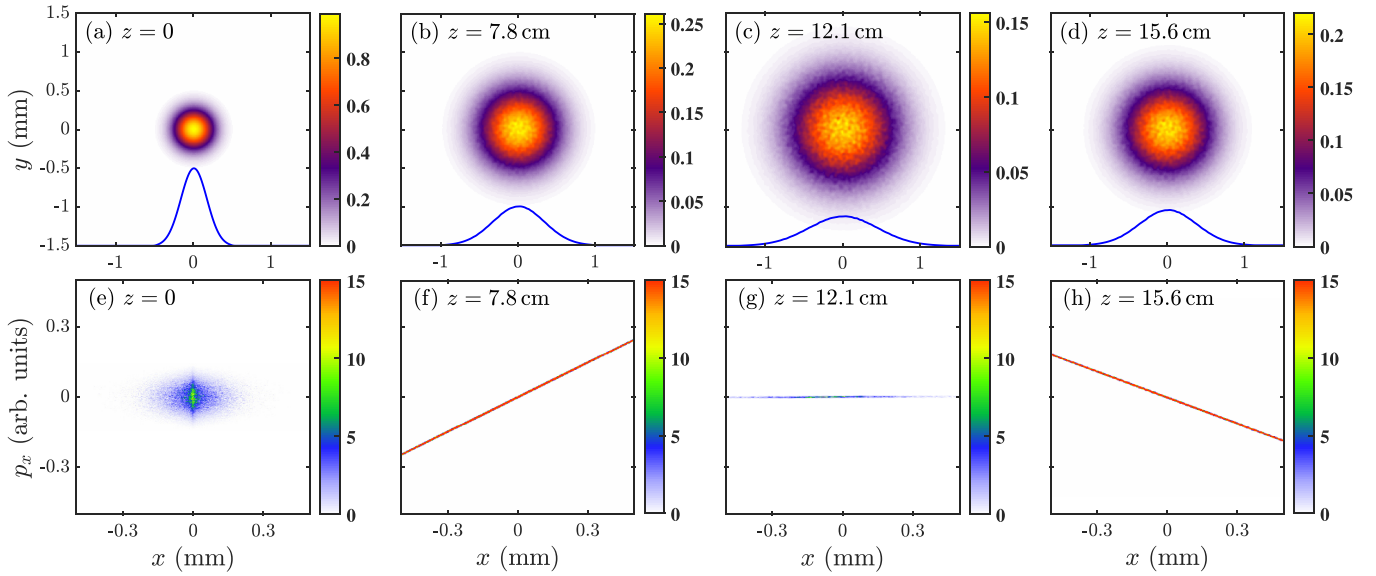 (a) z = 0
(b) z = 7.8 cm
(c) z = 12.1 cm
(d) z = 15.6 cm
y (mm)
1.5
1
0.5
0
-0.5
-1
-1.5
-1 0 1
0.8
0.6
0.4
0.2
0
-1 0 1
0.25
0.2
0.15
0.1
0.05
0
-1 0 1
0.15
0.1
0.05
0
-1 0 1
0.2
0.15
0.1
0.05
0
(e) z = 0
(f) z = 7.8 cm
(g) z = 12.1 cm
(h) z = 15.6 cm
px (arb. units)
0.3
0
-0.3
-0.3 0 0.3
x (mm)
15
10
5
0
-0.3 0 0.3
x (mm)
15
10
5
0
-0.3 0 0.3
x (mm)
15
10
5
0
-0.3 0 0.3
x (mm)
15
10
5
0